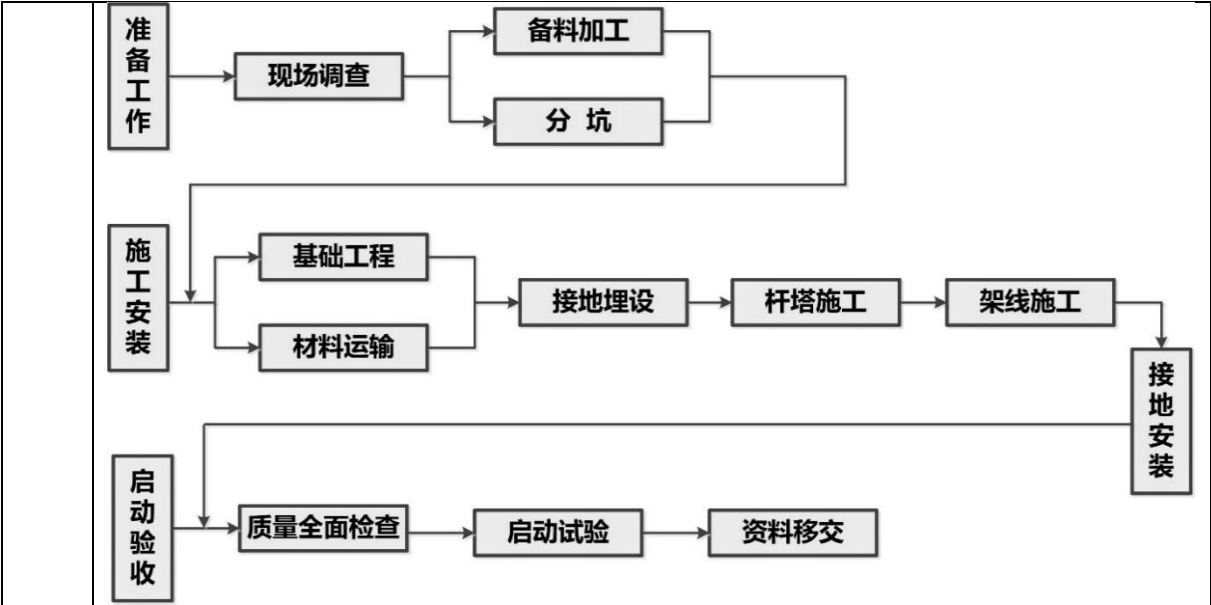 准备工作
现场调查
备料加工
分 坑
施工安装
基础工程
材料运输
接地埋设
杆塔施工
架线施工
接地安装
启动验收
质量全面检查
启动试验
资料移交